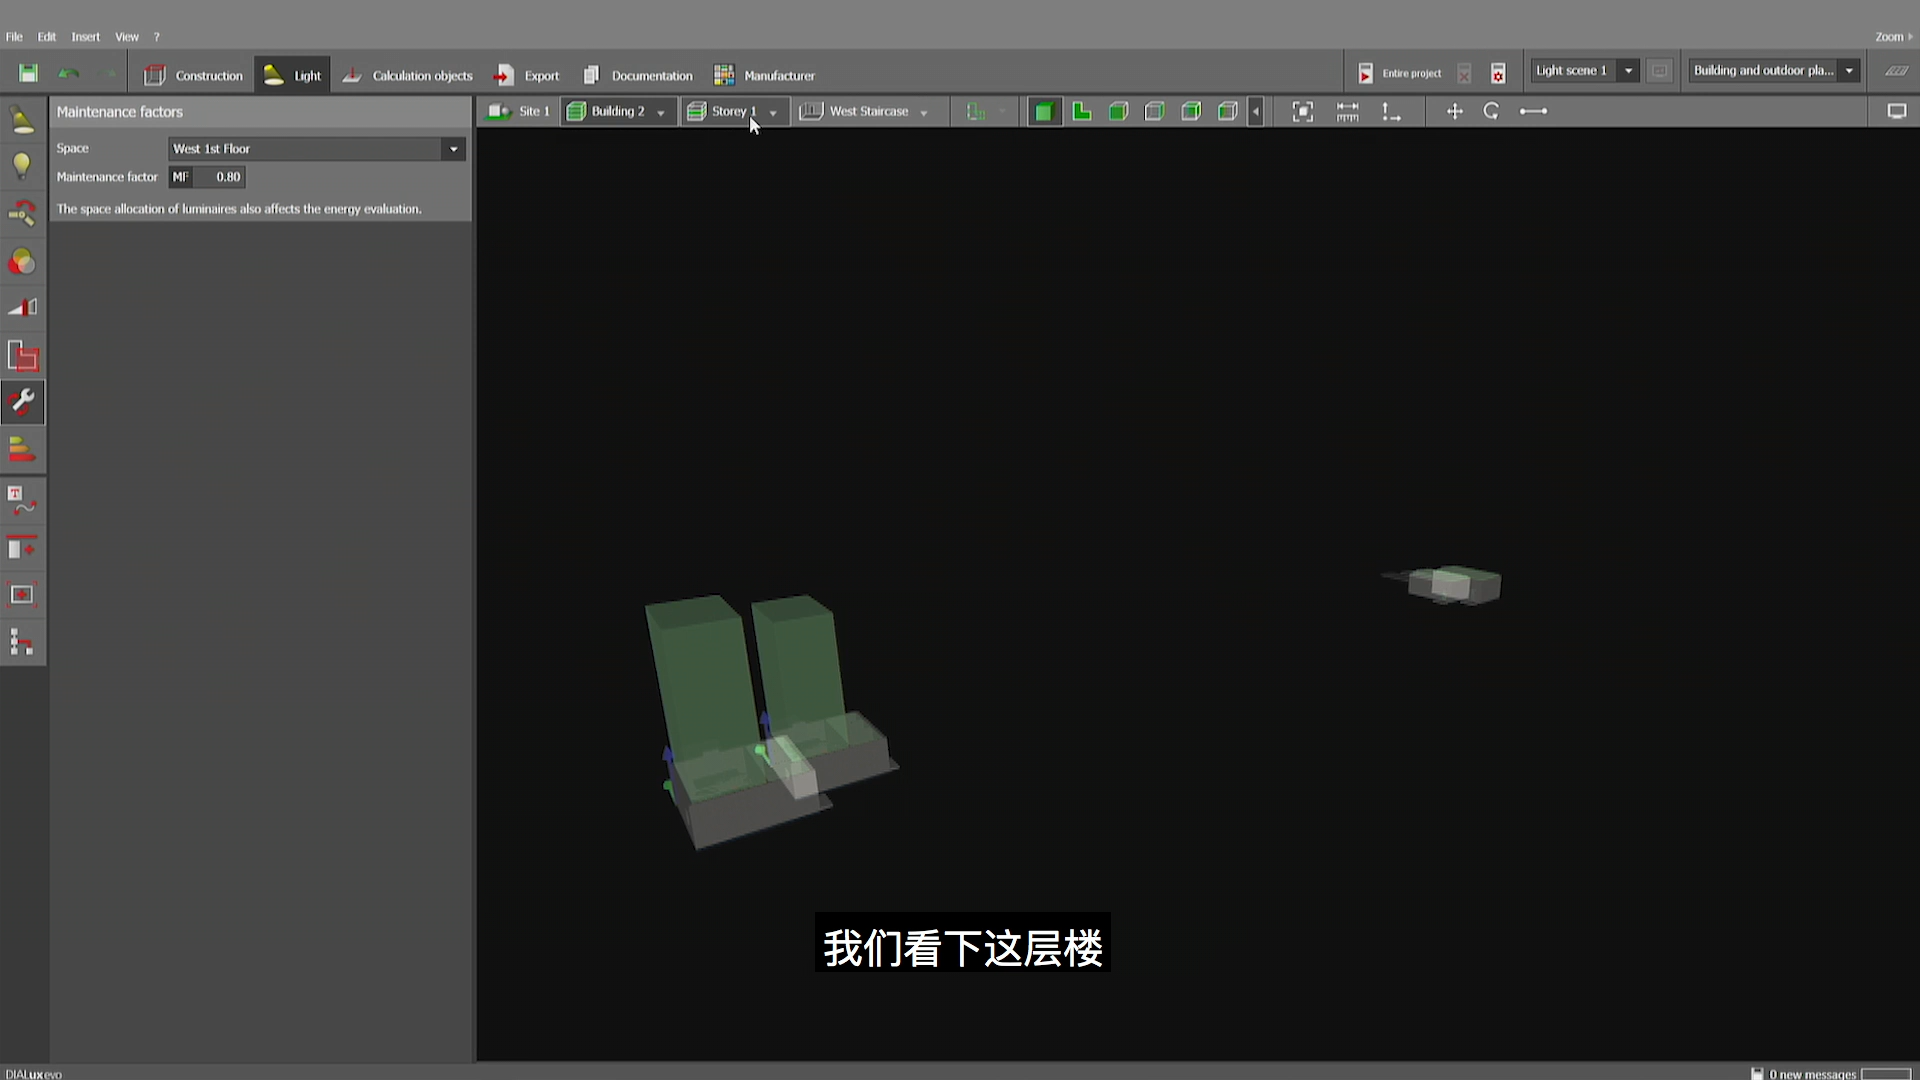 File Edit Insert View ?
Zoom
Construction Light Calculation objects Export Documentation Manufacturer
Entire project
Light scene 1
Building and outdoor pla...
Maintenance factors
Site 1 Building 2 Storey 1 West Staircase
Space West 1st Floor
Maintenance factor MF 0.80
The space allocation of luminaires also affects the energy evaluation.
我们看下这层楼
DIALux evo
0 new messages